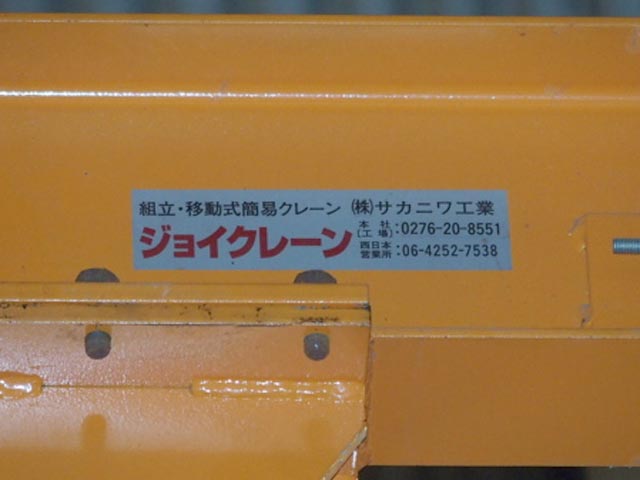 組立・移動式簡易クレーン ㈱サカニワ工業
ジョイクレーン
本社
[工場]:0276-20-8551
西日本
営業所:06-4252-7538